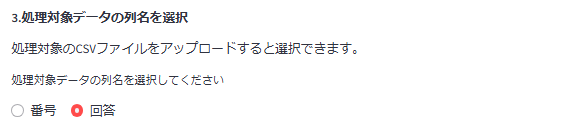 3.処理対象データの列名を選択
処理対象のCSVファイルをアップロードすると選択できます。
処理対象データの列名を選択してください
番号 回答